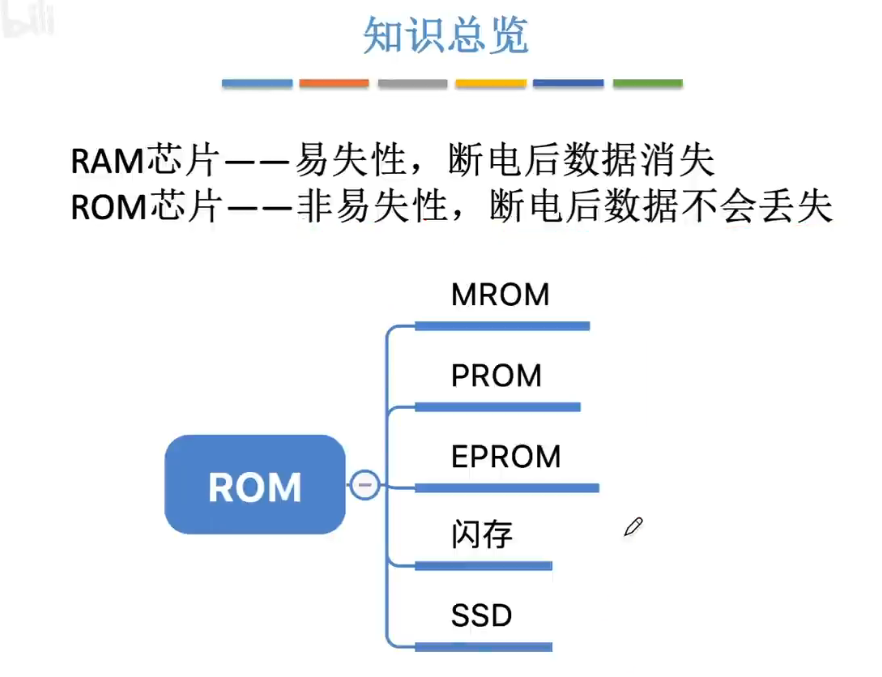 bili
知识总览
RAM芯片——易失性，断电后数据消失
ROM芯片——非易失性，断电后数据不会丢失
MROM
PROM
EPROM
ROM
闪存
SSD